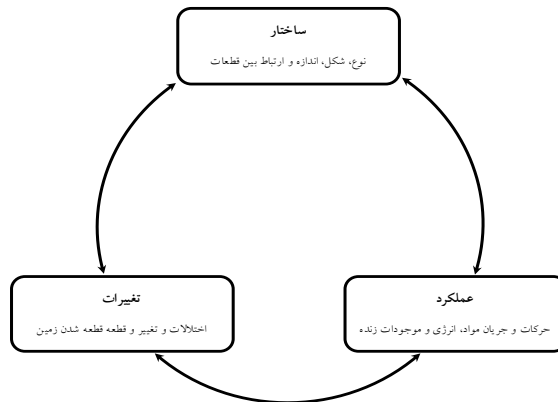 ساختار
نوع، شکل، اندازه و ارتباط بین قطعات
تغییرات
اختلالات و تغییر و قطعه قطعه شدن زمین
عملکرد
حرکات و جریان مواد، انرژی و موجودات زنده